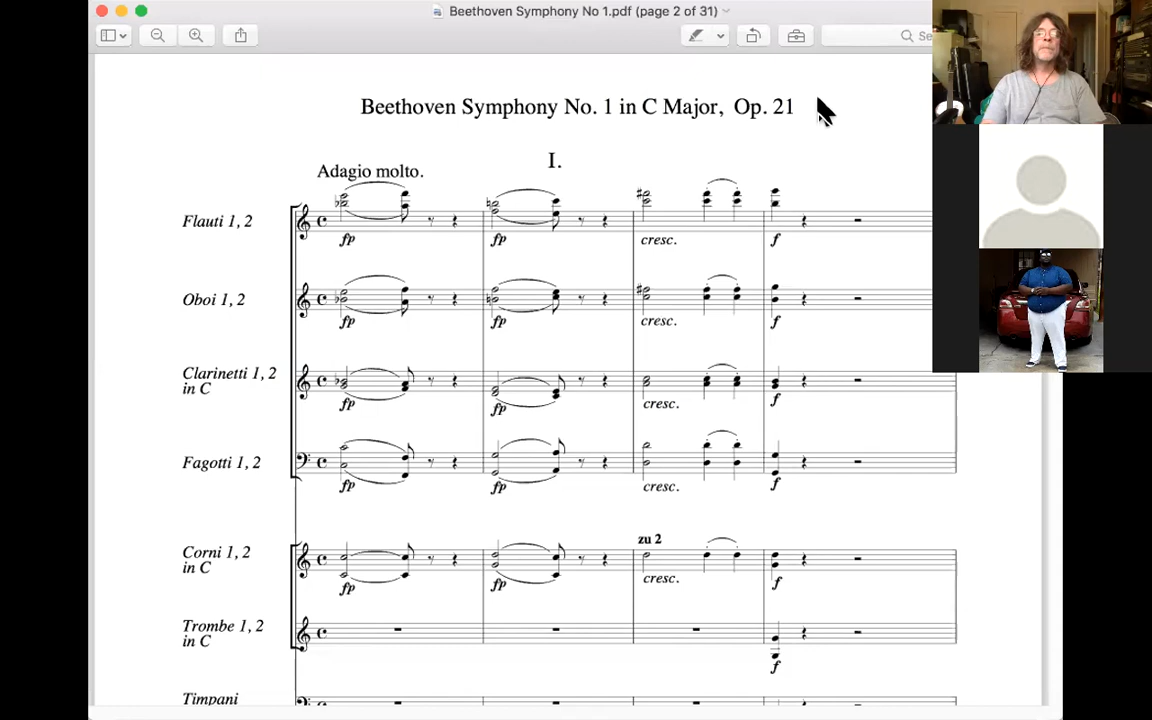 Beethoven Symphony No 1.pdf (page 2 of 31)
Se
Beethoven Symphony No. 1 in C Major, Op. 21
I.
Adagio molto.
Flauti 1, 2
fp fp cresc. f
Oboi 1, 2
fp fp cresc. f
Clarinetti 1, 2
in C
fp fp cresc. f
Fagotti 1, 2
fp fp cresc. f
zu 2
Corni 1, 2
in C
fp fp cresc. f
Trombe 1, 2
in C
f
Timpani